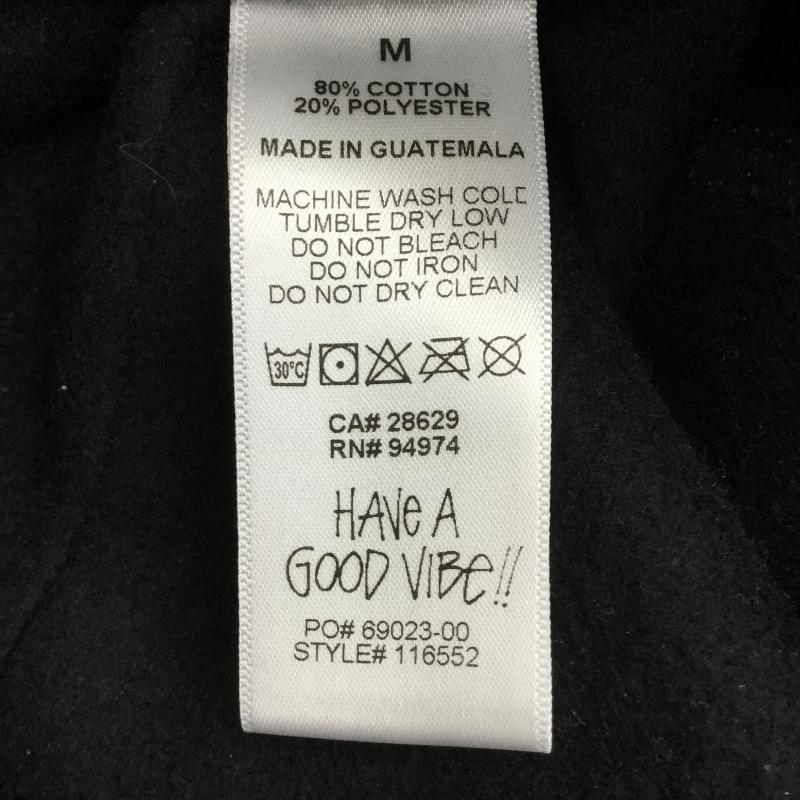 M
80% COTTON
20% POLYESTER
MADE IN GUATEMALA
MACHINE WASH COLD
TUMBLE DRY LOW
DO NOT BLEACH
DO NOT IRON
DO NOT DRY CLEAN
30°C
CA# 28629
RN# 94974
HAVe A
GOOD VIBe!!
PO# 69023-00
STYLE# 116552